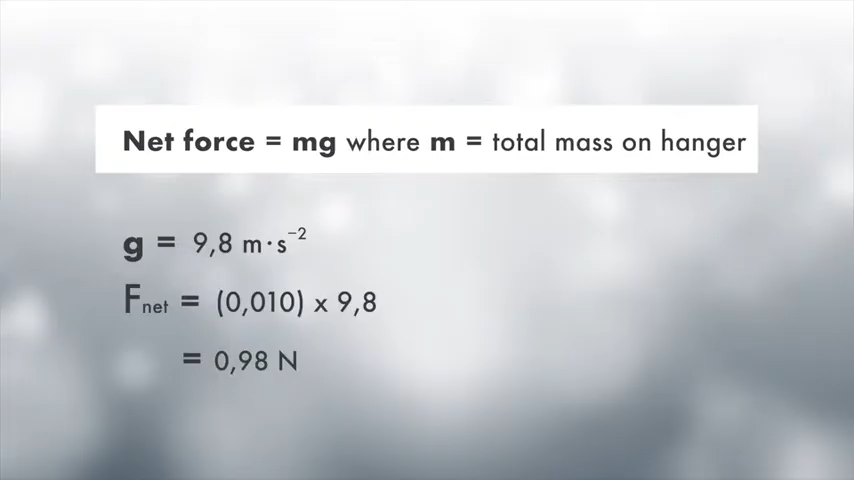 Net force = mg where m = total mass on hanger
g = 9,8 m·s⁻²
Fnet = (0,010) x 9,8
= 0,98 N